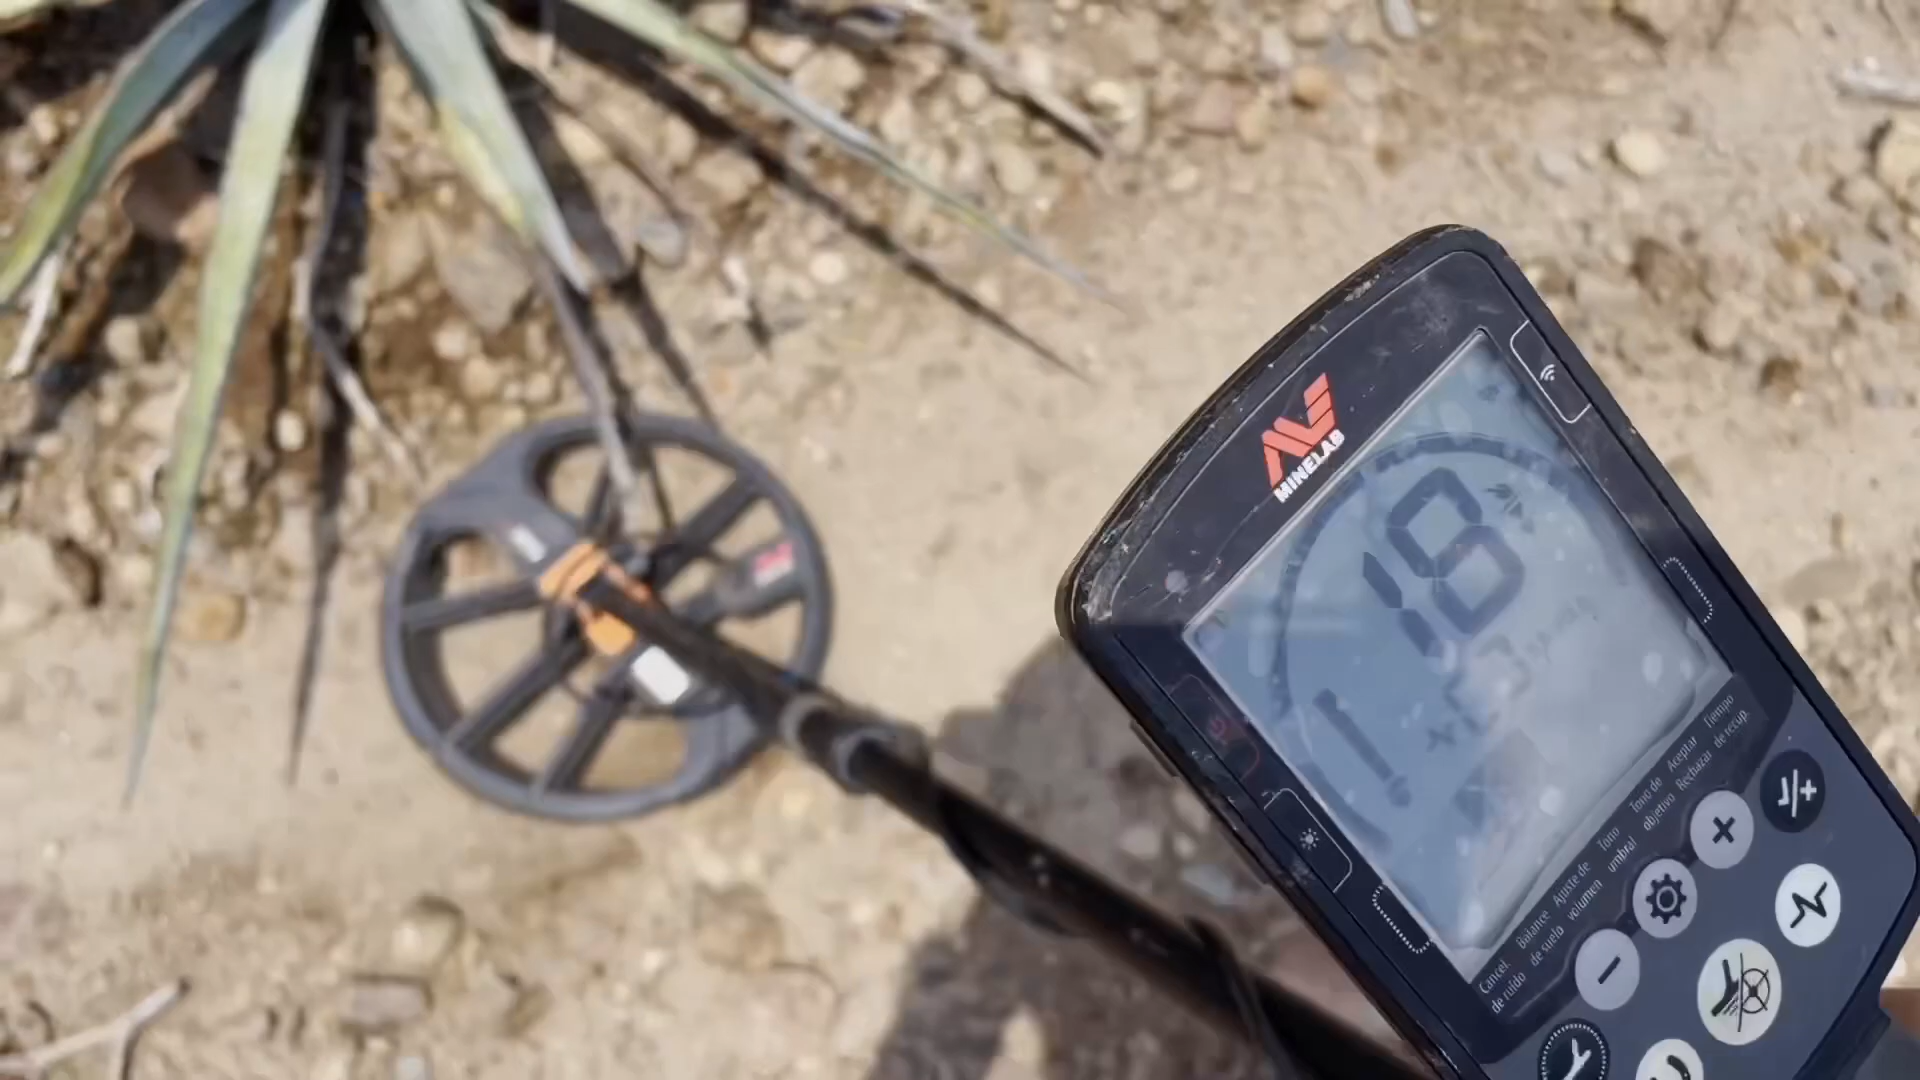 MINELAB
18
Cancel.
de ruido
Balance
de suelo
Ajuste de
volumen
Tono
umbral
Tono de
objetivo
Aceptar
Rechazar
Tiempo
de recup.